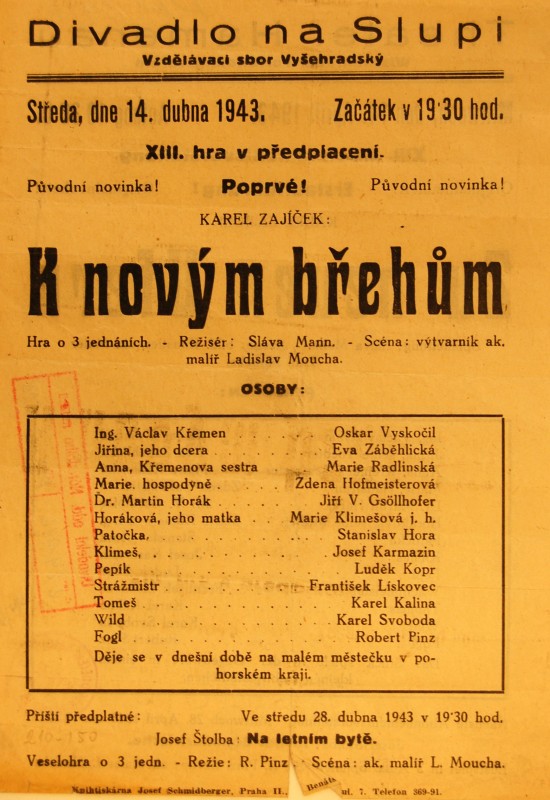 Divadlo na Slupi
Vzdělávací sbor Vyšehradský
Středa, dne 14. dubna 1943. Začátek v 19·30 hod.
XIII. hra v předplacení.
Původní novinka! Poprvé! Původní novinka!
KAREL ZAJÍČEK:
K novým břehům
Hra o 3 jednáních. - Režisér: Sláva Mann. - Scéna: výtvarník ak.
malíř Ladislav Moucha.
OSOBY:
Ing. Václav Křemen . . . . . Oskar Vyskočil
Jiřina, jeho dcera . . . . . . Eva Záběhlická
Anna, Křemenova sestra . . . Marie Radlinská
Marie, hospodyně . . . . Zdena Hofmeisterová
Dr. Martin Horák . . . . Jiří V. Gsöllhofer
Horáková, jeho matka . . . Marie Klimešová j. h.
Patočka. . . . . . . . . . . Stanislav Hora
Klimeš, . . . . . . . . . . Josef Karmazin
Pepík . . . . . . . . . . . Luděk Kopr
Strážmistr . . . . . . . František Lískovec
Tomeš . . . . . . . . . . . Karel Kalina
Wild . . . . . . . . . . . Karel Svoboda
Fogl . . . . . . . . . . . . Robert Pinz
Děje se v dnešní době na malém městečku v po-
horském kraji.
Příští předplatné: Ve středu 28. dubna 1943 v 19·30 hod.
Josef Štolba: Na letním bytě.
Veselohra o 3 jedn. - Režie: R. Pinz. Scéna: ak. malíř L. Moucha.
Knihtiskárna Josef Schmidberger, Praha II., Benáts ul. 7. Telefon 369-91.